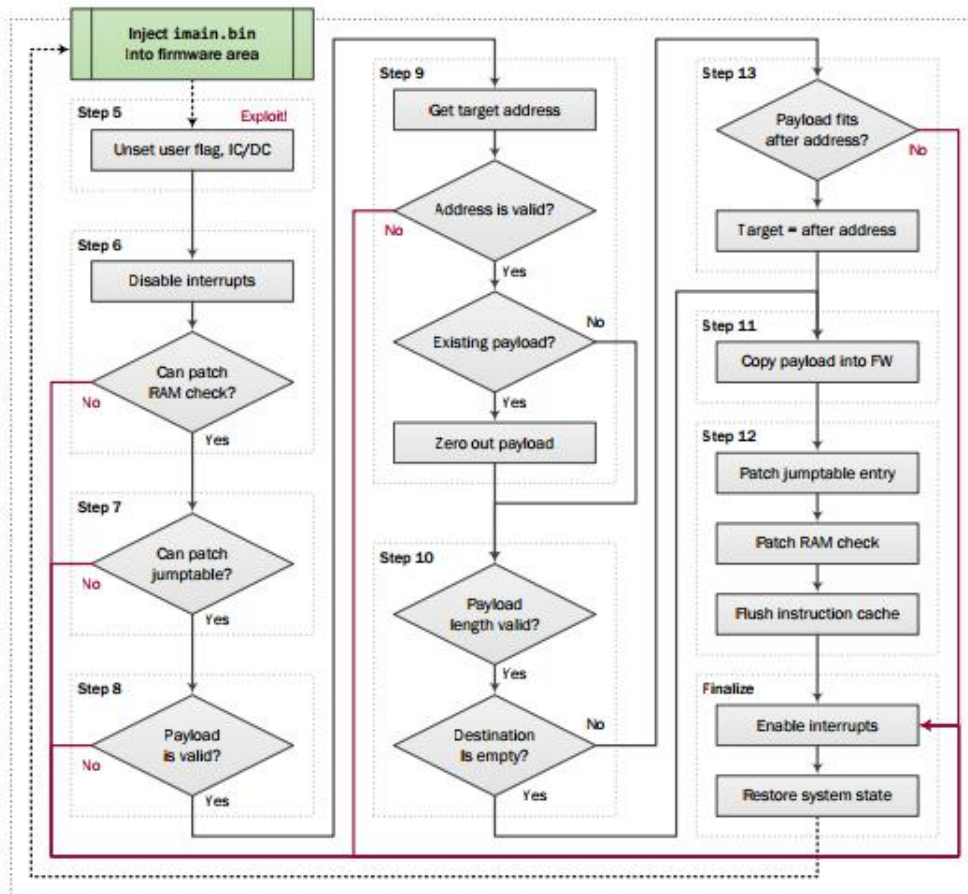 Inject imain.bin
Into firmware area
Step 5
Exploit!
Unset user flag, IC/DC
Step 6
Disable interrupts
Can patch
RAM check?
No
Yes
Step 7
Can patch
jumptable?
No
Yes
Step 8
Payload
is valid?
No
Yes
Step 9
Get target address
Address is valid?
No
Yes
Existing payload?
No
Yes
Zero out payload
Step 10
Payload
length valid?
Yes
Destination
Is empty?
No
Yes
Step 13
Payload fits
after address?
No
Target = after address
Step 11
Copy payload into FW
Step 12
Patch jumptable entry
Patch RAM check
Flush instruction cache
Finalize
Enable interrupts
Restore system state